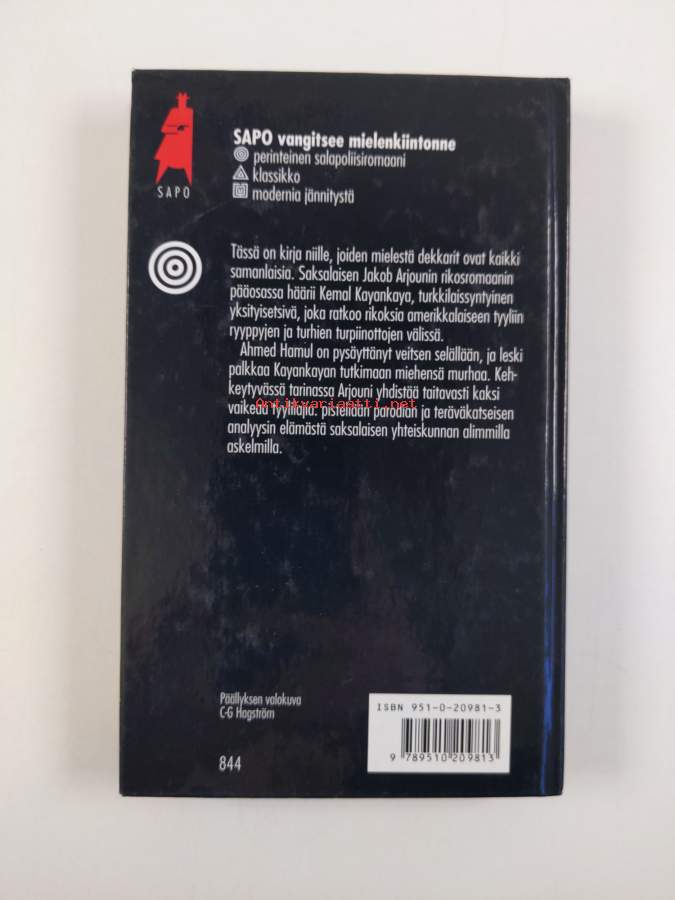 SAPO
SAPO vangitsee mielenkiintonne
perinteinen salapoliisiromaani
klassikko
modernia jännitystä
Tässä on kirja niille, joiden mielestä dekkarit ovat kaikki
samanlaisia. Saksalaisen Jakob Arjounin rikosromaanin
pääosassa häärii Kemal Kayankaya, turkkilaissyntyinen
yksityisetsivä, joka ratkoo rikoksia amerikkalaiseen tyyliin
ryyppyjen ja turhien turpiinottojen välissä.
Ahmed Hamul on pysäyttänyt veitsen selällään, ja leski
palkkaa Kayankayan tutkimaan miehensä murhaa. Keh-
keytyvässä tarinassa Arjouni yhdistää taitavasti kaksi
Antikvariaatti.net
vaikeaa tyylilajia: pistelään parodian ja teräväkatseisen
analyysin elämästä saksalaisen yhteiskunnan alimmilla
askelmilla.
Päällyksen valokuva
C-G Hagström
844
ISBN 951-0-20981-3
9 789510 209813